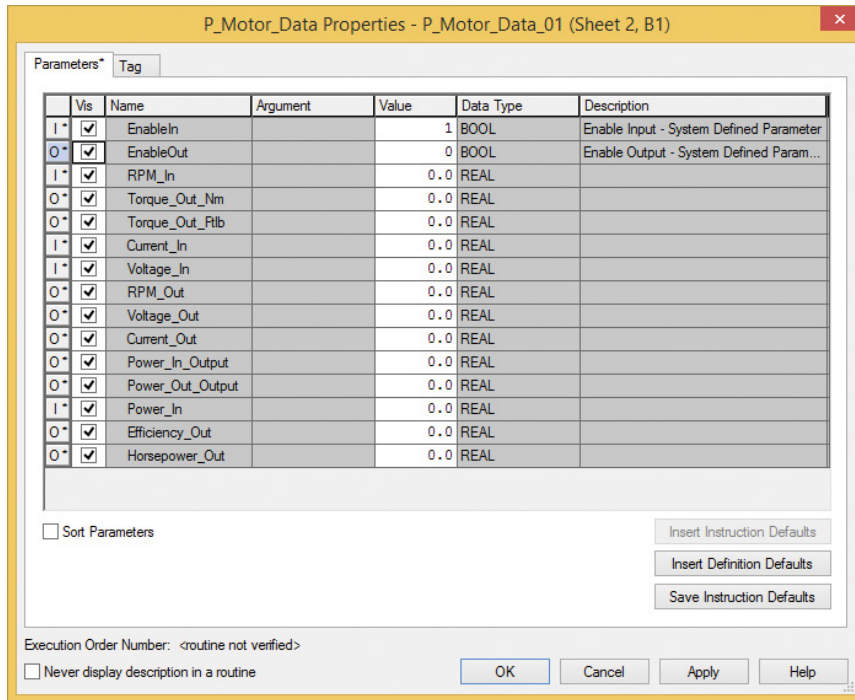 P_Motor_Data Properties - P_Motor_Data_01 (Sheet 2, B1)
Parameters* Tag
Vis Name Argument Value Data Type Description
I * EnableIn 1 BOOL Enable Input - System Defined Parameter
O * EnableOut 0 BOOL Enable Output - System Defined Param...
I * RPM_In 0.0 REAL
O * Torque_Out_Nm 0.0 REAL
O * Torque_Out_Ftlb 0.0 REAL
I * Current_In 0.0 REAL
I * Voltage_In 0.0 REAL
O * RPM_Out 0.0 REAL
O * Voltage_Out 0.0 REAL
O * Current_Out 0.0 REAL
O * Power_In_Output 0.0 REAL
O * Power_Out_Output 0.0 REAL
I * Power_In 0.0 REAL
O * Efficiency_Out 0.0 REAL
O * Horsepower_Out 0.0 REAL
Sort Parameters
Insert Instruction Defaults
Insert Definition Defaults
Save Instruction Defaults
Execution Order Number: <routine not verified>
Never display description in a routine
OK Cancel Apply Help